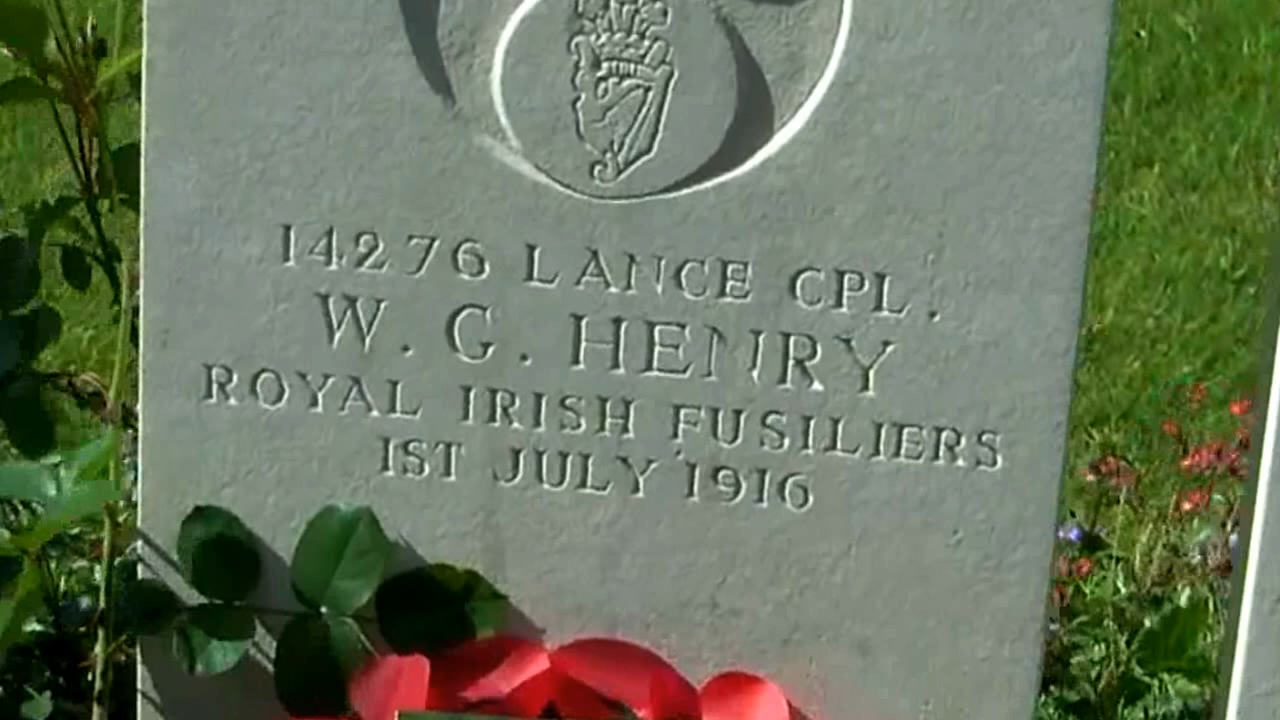 14276 LANCE CPL.
W. G. HENRY
ROYAL IRISH FUSILIERS
1ST JULY 1916